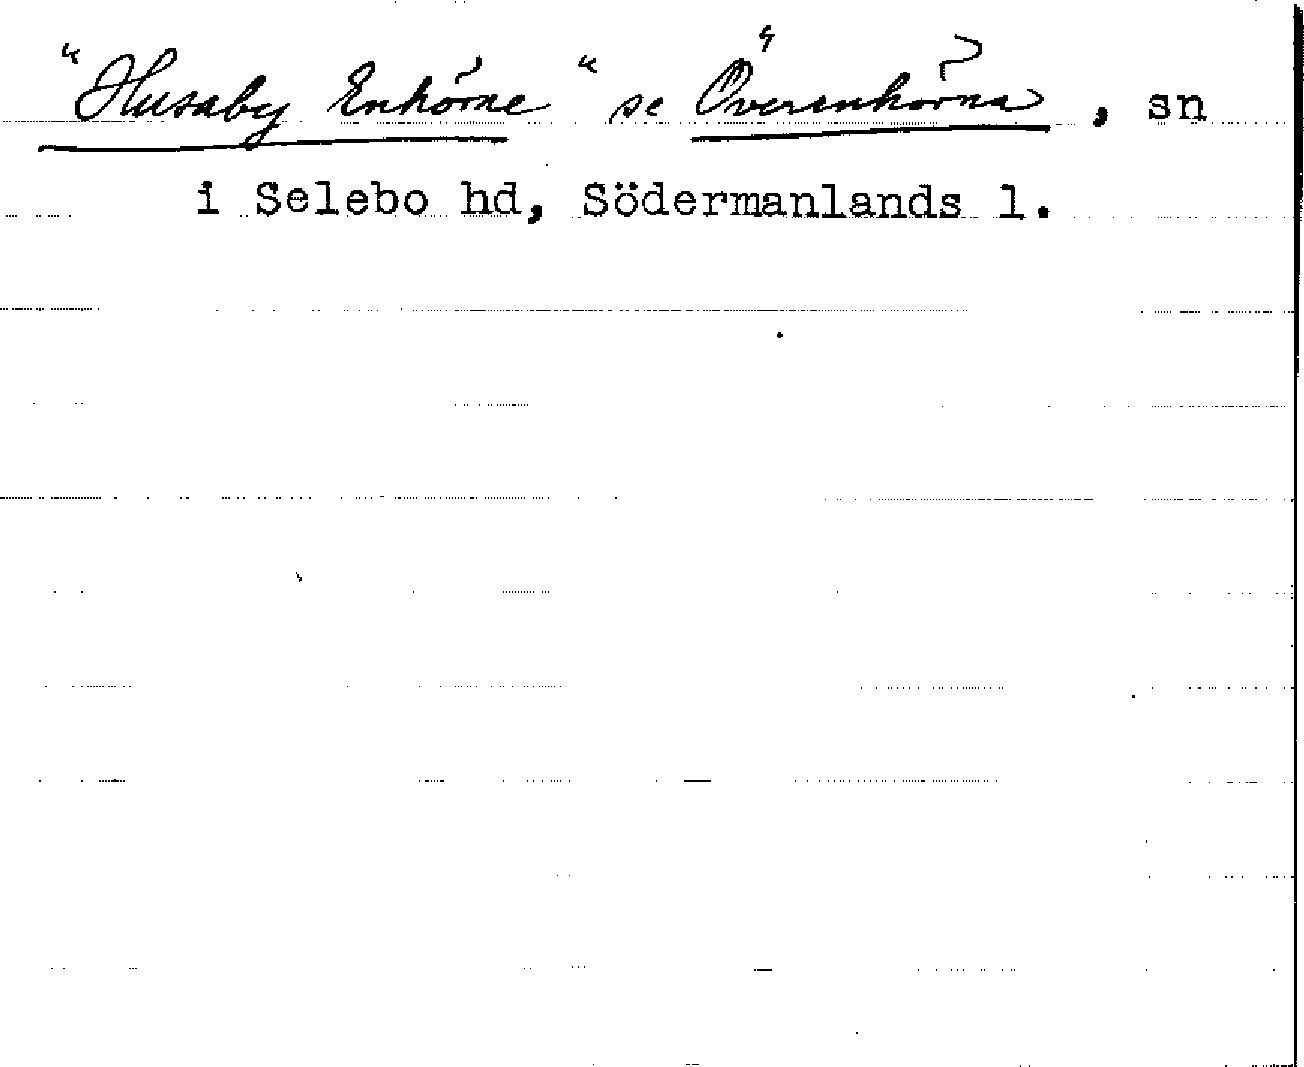 "Husaby Enhörne" se Överenhörna, sn
i Selebo hd, Södermanlands l.